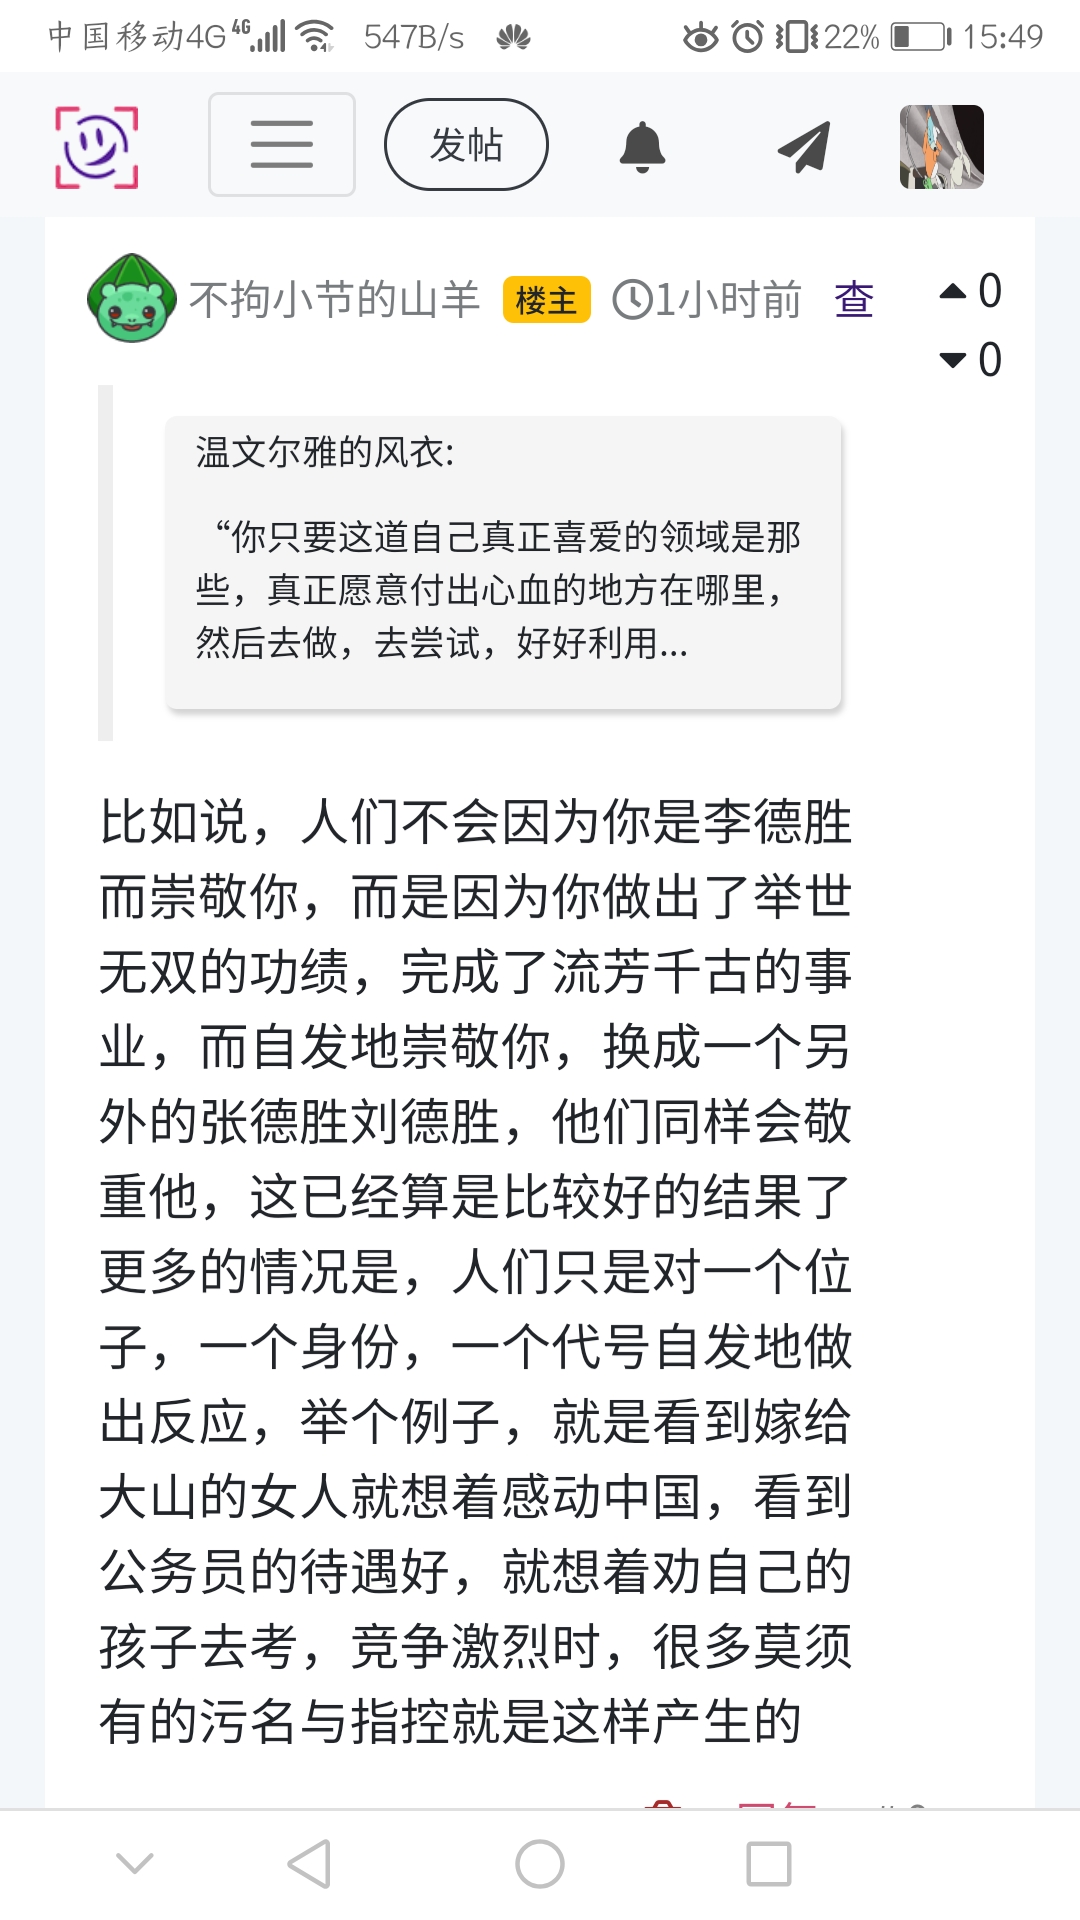 中国移动4G 4G 547B/s 22% 15:49
发帖
不拘小节的山羊 楼主 1小时前 查
0
0
温文尔雅的风衣:
“你只要这道自己真正喜爱的领域是那
些，真正愿意付出心血的地方在哪里，
然后去做，去尝试，好好利用...
比如说，人们不会因为你是李德胜
而崇敬你，而是因为你做出了举世
无双的功绩，完成了流芳千古的事
业，而自发地崇敬你，换成一个另
外的张德胜刘德胜，他们同样会敬
重他，这已经算是比较好的结果了
更多的情况是，人们只是对一个位
子，一个身份，一个代号自发地做
出反应，举个例子，就是看到嫁给
大山的女人就想着感动中国，看到
公务员的待遇好，就想着劝自己的
孩子去考，竞争激烈时，很多莫须
有的污名与指控就是这样产生的